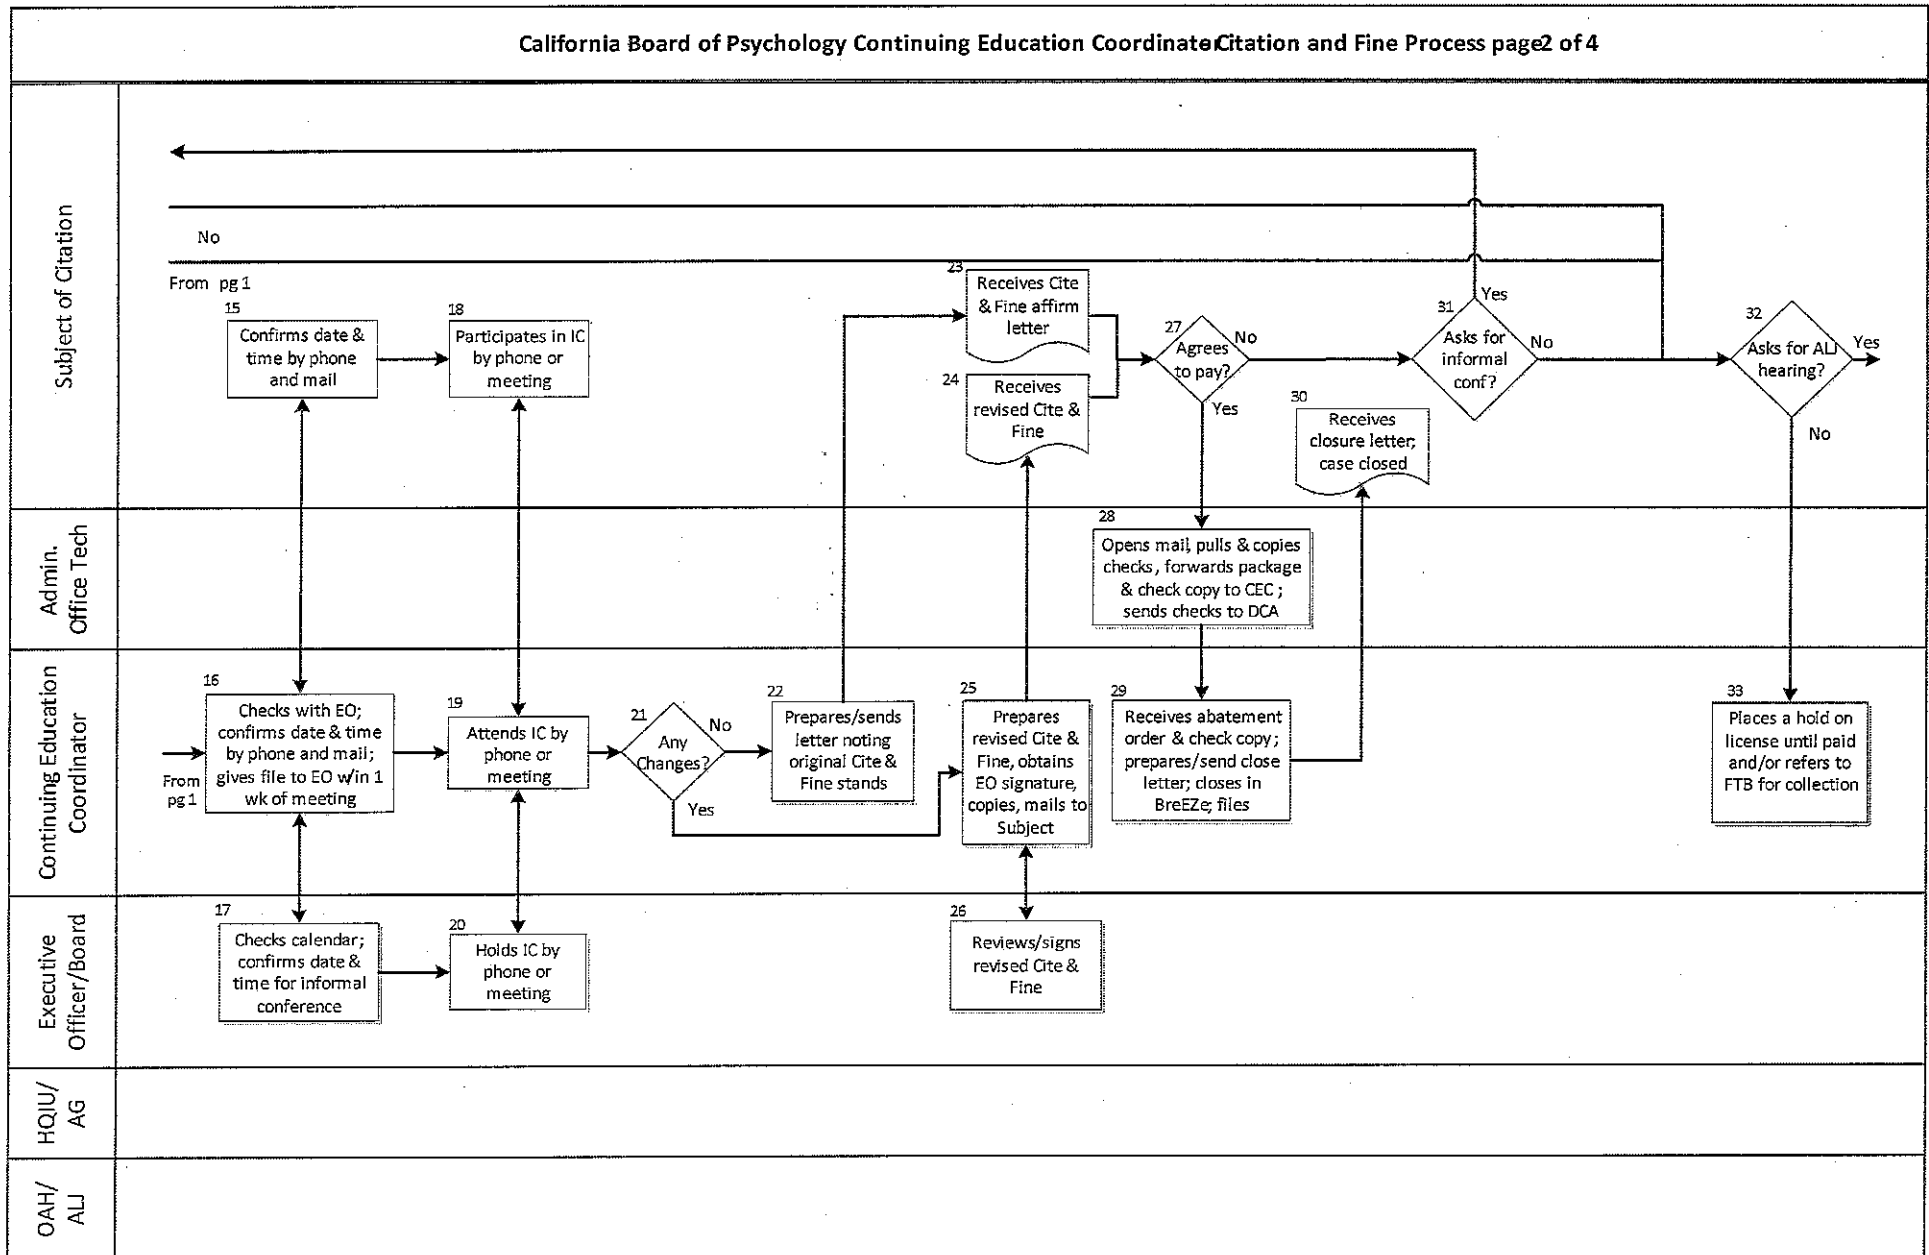 California Board of Psychology Continuing Education CoordinatorCitation and Fine Process page2 of 4
Subject of Citation
No
From pg1
15
Confirms date &
time by phone
and mail
18
Participates in IC
by phone or
meeting
23
Receives Cite
& Fine affirm
letter
24
Receives
revised Cite &
Fine
27
Agrees
to pay?
No
Yes
30
Receives
closure letter;
case closed
31
Asks for
informal
conf?
Yes
No
32
Asks for ALJ
hearing?
Yes
No
Admin.
Office Tech
28
Opens mail, pulls & copies
checks, forwards package
& check copy to CEC;
sends checks to DCA
Continuing Education
Coordinator
From
pg1
16
Checks with EO;
confirms date & time
by phone and mail;
gives file to EO w/in 1
wk of meeting
19
Attends IC by
phone or
meeting
21
Any
Changes?
No
Yes
22
Prepares/sends
letter noting
original Cite &
Fine stands
25
Prepares
revised Cite &
Fine, obtains
EO signature,
copies, mails to
Subject
29
Receives abatement
order & check copy;
prepares/send close
letter; closes in
BreEZe; files
33
Places a hold on
license until paid
and/or refers to
FTB for collection
Executive
Officer/Board
17
Checks calendar;
confirms date &
time for informal
conference
20
Holds IC by
phone or
meeting
26
Reviews/signs
revised Cite &
Fine
HQIU/
AG
OAH/
ALJ